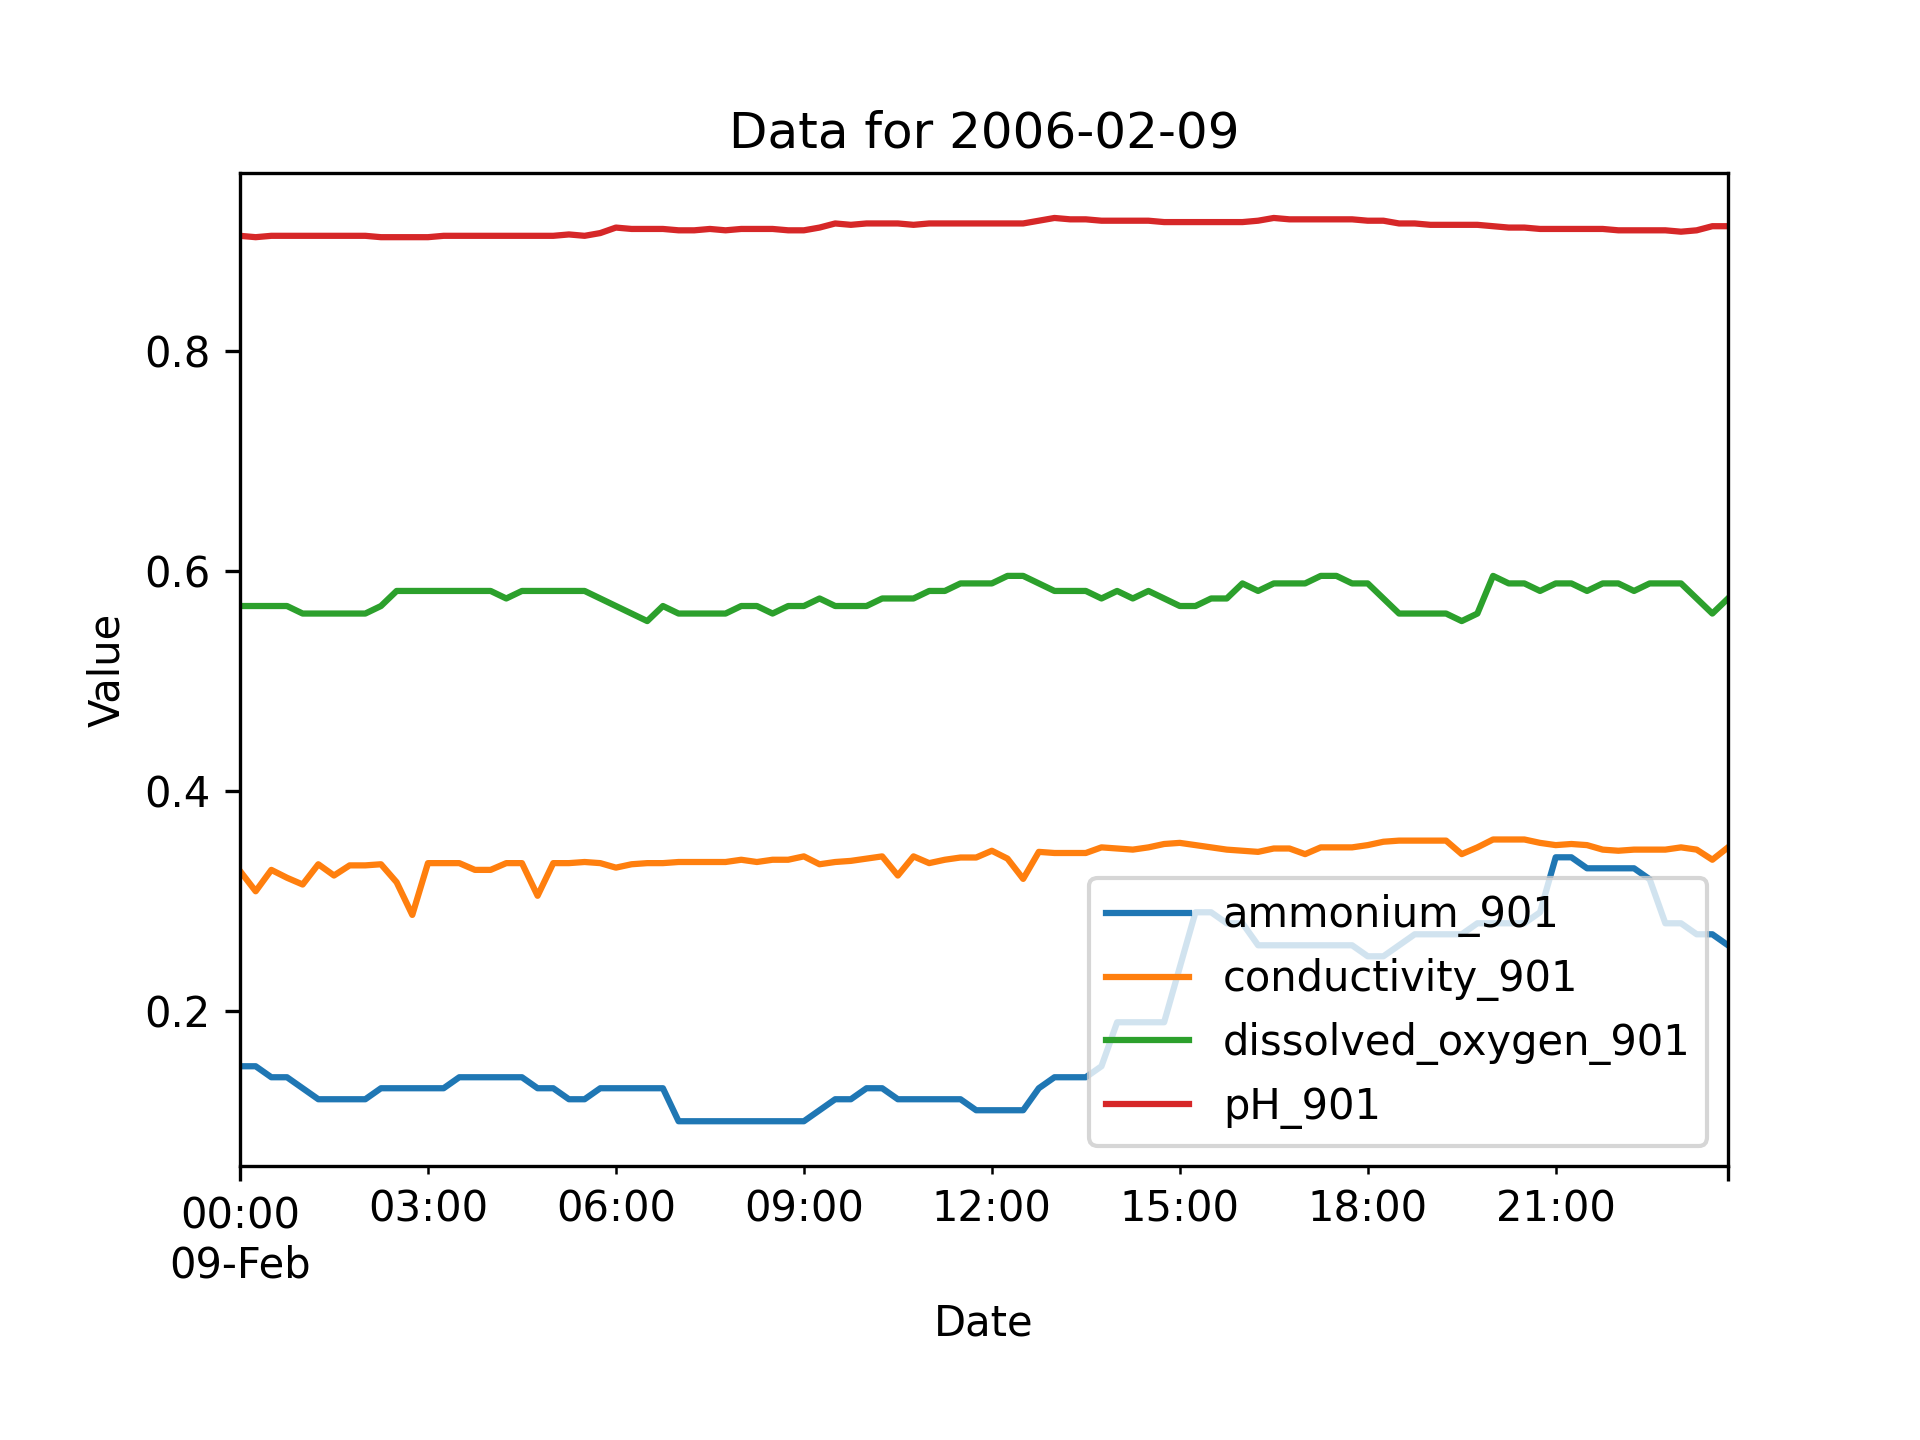 Data for 2006-02-09
Value
0.8
0.6
0.4
0.2
ammonium_901
conductivity_901
dissolved_oxygen_901
pH_901
00:00 03:00 06:00 09:00 12:00 15:00 18:00 21:00
09-Feb
Date